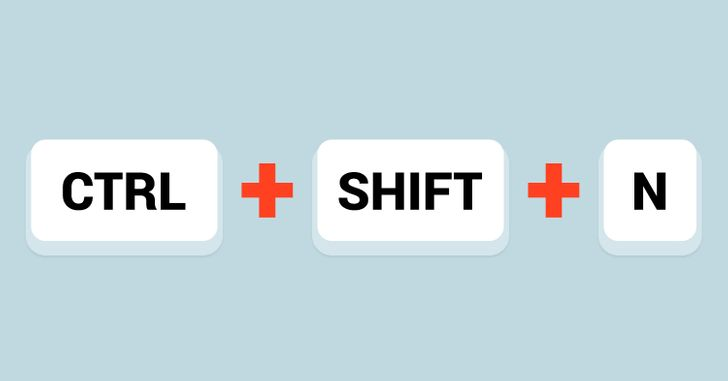 CTRL + SHIFT + N